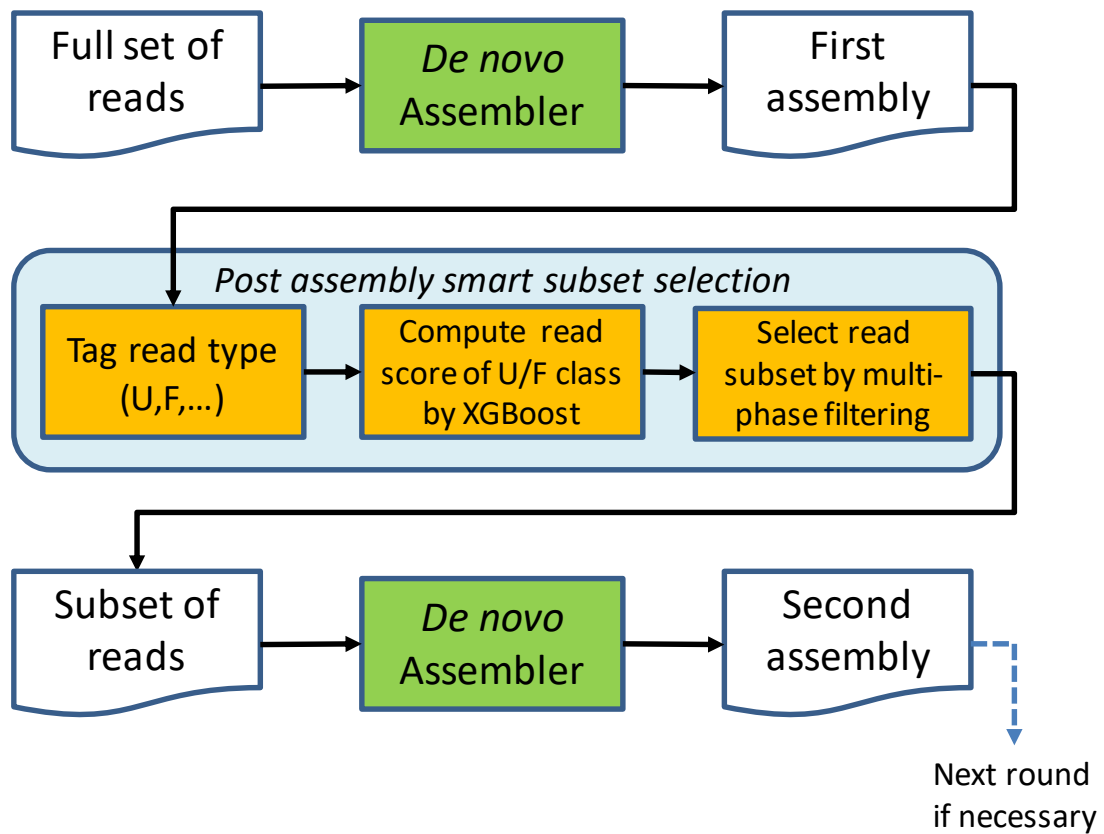 Full set of
reads
De novo
Assembler
First
assembly
Post assembly smart subset selection
Tag read type
(U,F,...)
Compute read
score of U/F class
by XGBoost
Select read
subset by multi-
phase filtering
Subset of
reads
De novo
Assembler
Second
assembly
Next round
if necessary